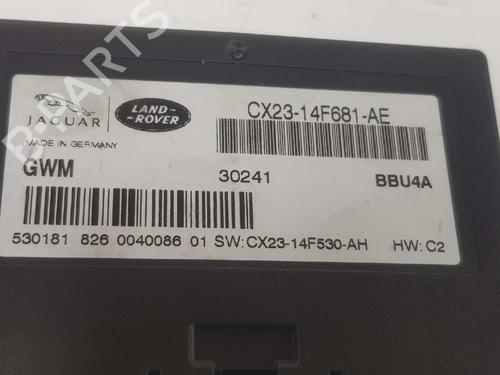 B-PARTS
JAGUAR
LAND-
-ROVER
CX23-14F681-AE
MADE IN GERMANY
GWM 30241 BBU4A
530181 826 0040086 01 SW:CX23-14F530-AH HW: C2